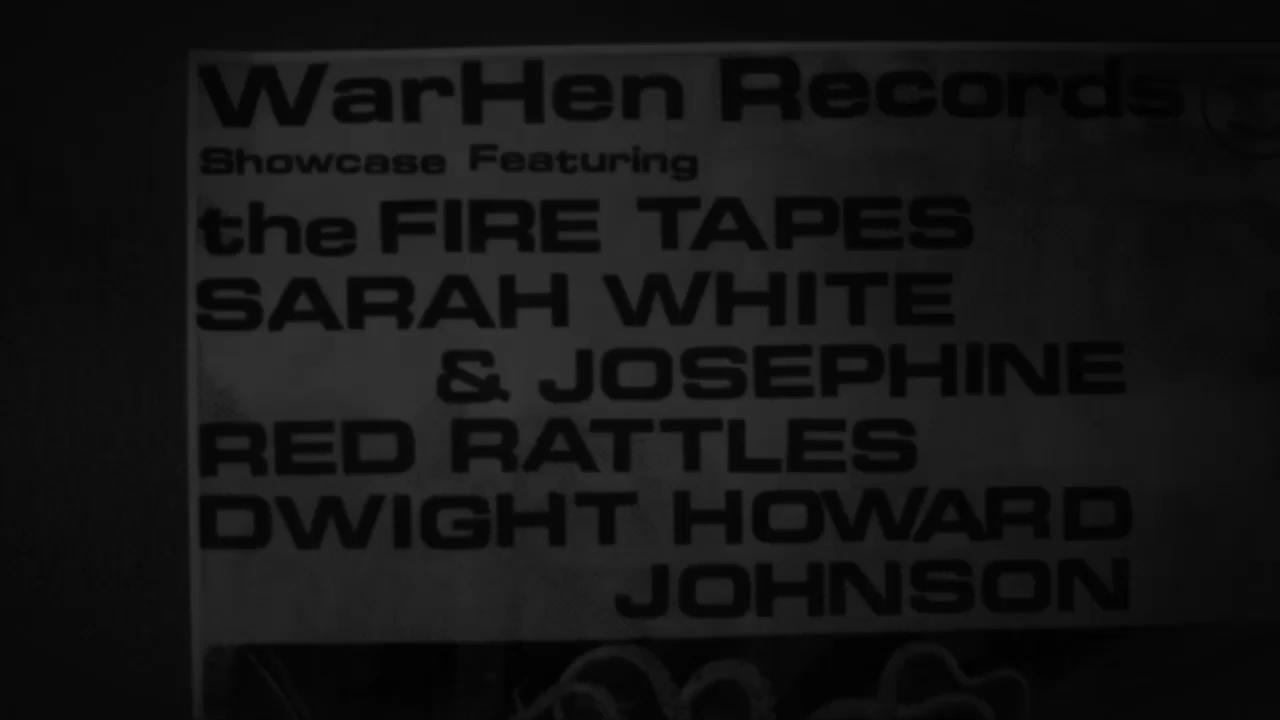 WarHen Records
Showcase Featuring
the FIRE TAPES
SARAH WHITE
& JOSEPHINE
RED RATTLES
DWIGHT HOWARD
JOHNSON